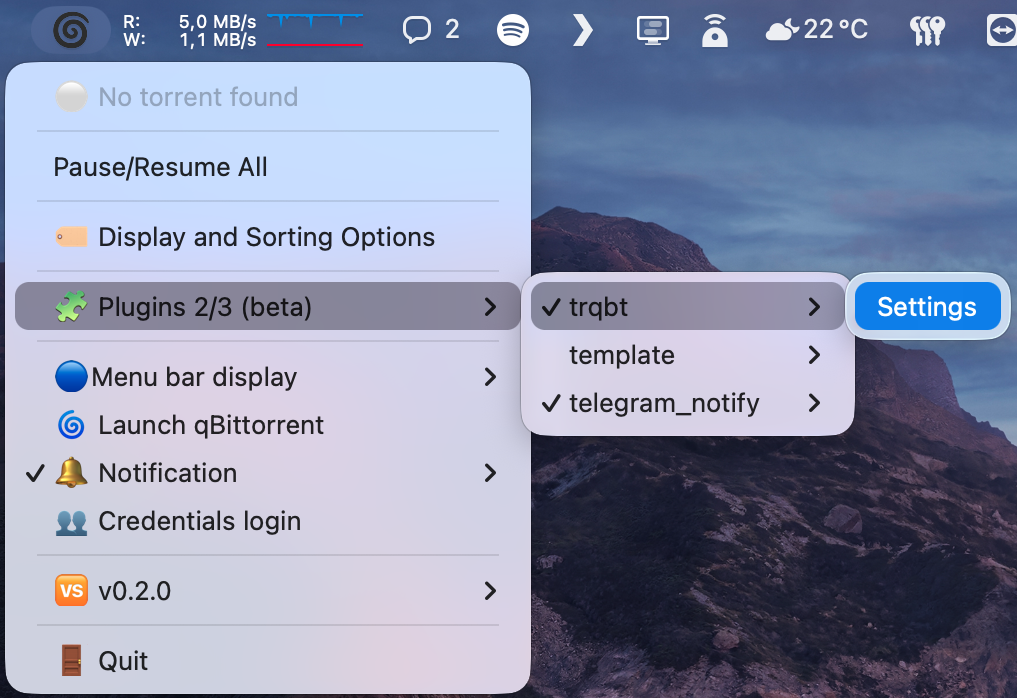 R: 5,0 MB/s
W: 1,1 MB/s
2
22 °C
No torrent found
Pause/Resume All
Display and Sorting Options
Plugins 2/3 (beta)
trqbt
Settings
template
telegram_notify
Menu bar display
Launch qBittorrent
Notification
Credentials login
VS v0.2.0
Quit